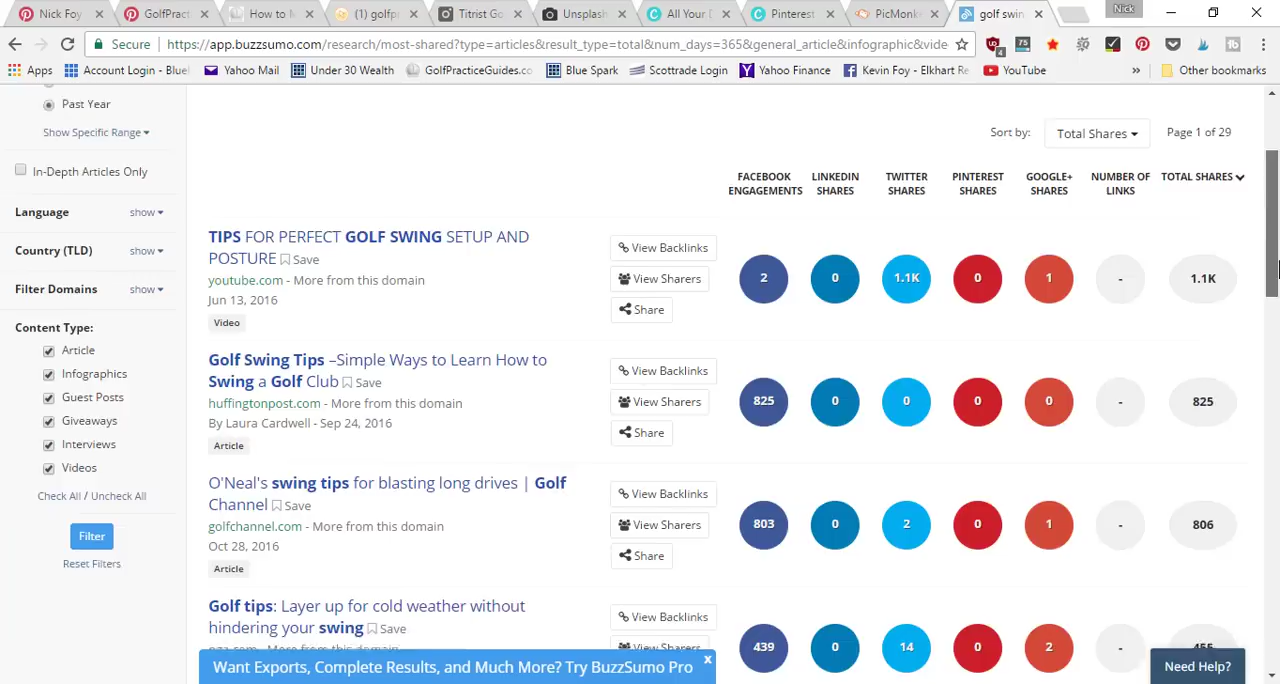 Nick Foy
GolfPract
How to M
(1) golfpr
Titrist Go
Unsplash
All Your D
Pinterest
PicMonke
golf swin
Nick
Secure
https://app.buzzsumo.com/research/most-shared?type=articles&result_type=total&num_days=365&general_article&infographic&vide
Apps
Account Login - Blue
Yahoo Mail
Under 30 Wealth
GolfPracticeGuides.co
Blue Spark
Scottrade Login
Yahoo Finance
Kevin Foy - Elkhart Re
YouTube
»
Other bookmarks
Past Year
Show Specific Range
In-Depth Articles Only
Language show
Country (TLD) show
Filter Domains show
Content Type:
Article
Infographics
Guest Posts
Giveaways
Interviews
Videos
Check All / Uncheck All
Filter
Reset Filters
Sort by: Total Shares Page 1 of 29
FACEBOOK ENGAGEMENTS
LINKEDIN SHARES
TWITTER SHARES
PINTEREST SHARES
GOOGLE+ SHARES
NUMBER OF LINKS
TOTAL SHARES
TIPS FOR PERFECT GOLF SWING SETUP AND
POSTURE Save
youtube.com - More from this domain
Jun 13, 2016
Video
View Backlinks
View Sharers
Share
2 0 1.1K 0 1 - 1.1K
Golf Swing Tips –Simple Ways to Learn How to
Swing a Golf Club Save
huffingtonpost.com - More from this domain
By Laura Cardwell - Sep 24, 2016
Article
View Backlinks
View Sharers
Share
825 0 0 0 0 - 825
O'Neal's swing tips for blasting long drives | Golf
Channel Save
golfchannel.com - More from this domain
Oct 28, 2016
Article
View Backlinks
View Sharers
Share
803 0 2 0 1 - 806
Golf tips: Layer up for cold weather without
hindering your swing Save
pga.com - More from this domain
View Backlinks
View Sharers
439 0 14 0 2 - 455
Want Exports, Complete Results, and Much More? Try BuzzSumo Pro
x
Need Help?